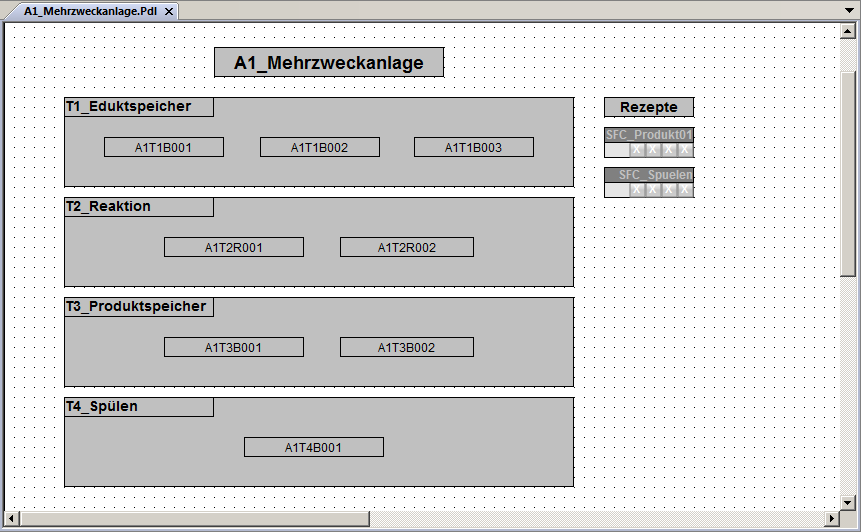 A1_Mehrzweckanlage.Pdl
A1_Mehrzweckanlage
T1_Eduktspeicher
A1T1B001 A1T1B002 A1T1B003
Rezepte
SFC_Produkt01
X X X X
SFC_Spuelen
X X X X
T2_Reaktion
A1T2R001 A1T2R002
T3_Produktspeicher
A1T3B001 A1T3B002
T4_Spülen
A1T4B001